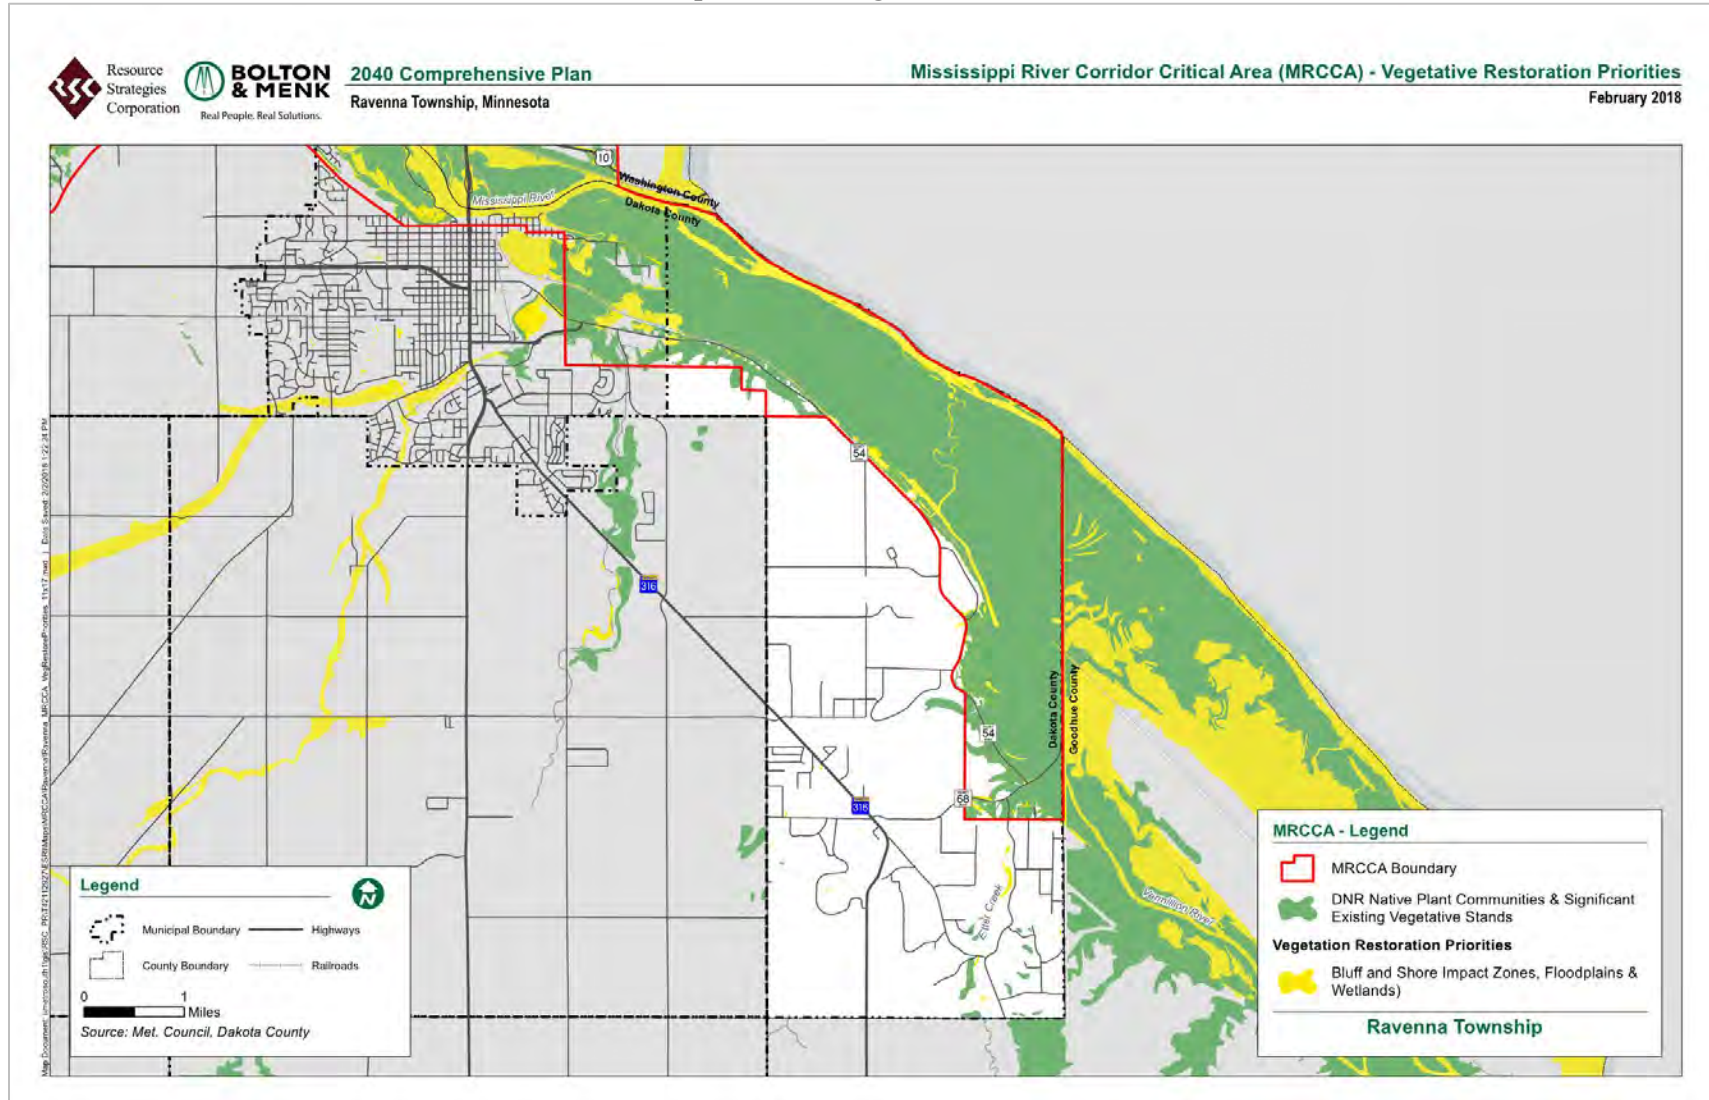 Resource
Strategies
Corporation
BOLTON
& MENK
Real People. Real Solutions.
2040 Comprehensive Plan
Ravenna Township, Minnesota
Mississippi River Corridor Critical Area (MRCCA) - Vegetative Restoration Priorities
February 2018
10
Washington County
Dakota County
Mississippi River
54
316
54
Dakota County
Goodhue County
68
316
Etter Creek
Vermillion River
Legend
N
Municipal Boundary
Highways
County Boundary
Railroads
0 1
Miles
Source: Met. Council, Dakota County
MRCCA - Legend
MRCCA Boundary
DNR Native Plant Communities & Significant
Existing Vegetative Stands
Vegetation Restoration Priorities
Bluff and Shore Impact Zones, Floodplains &
Wetlands)
Ravenna Township